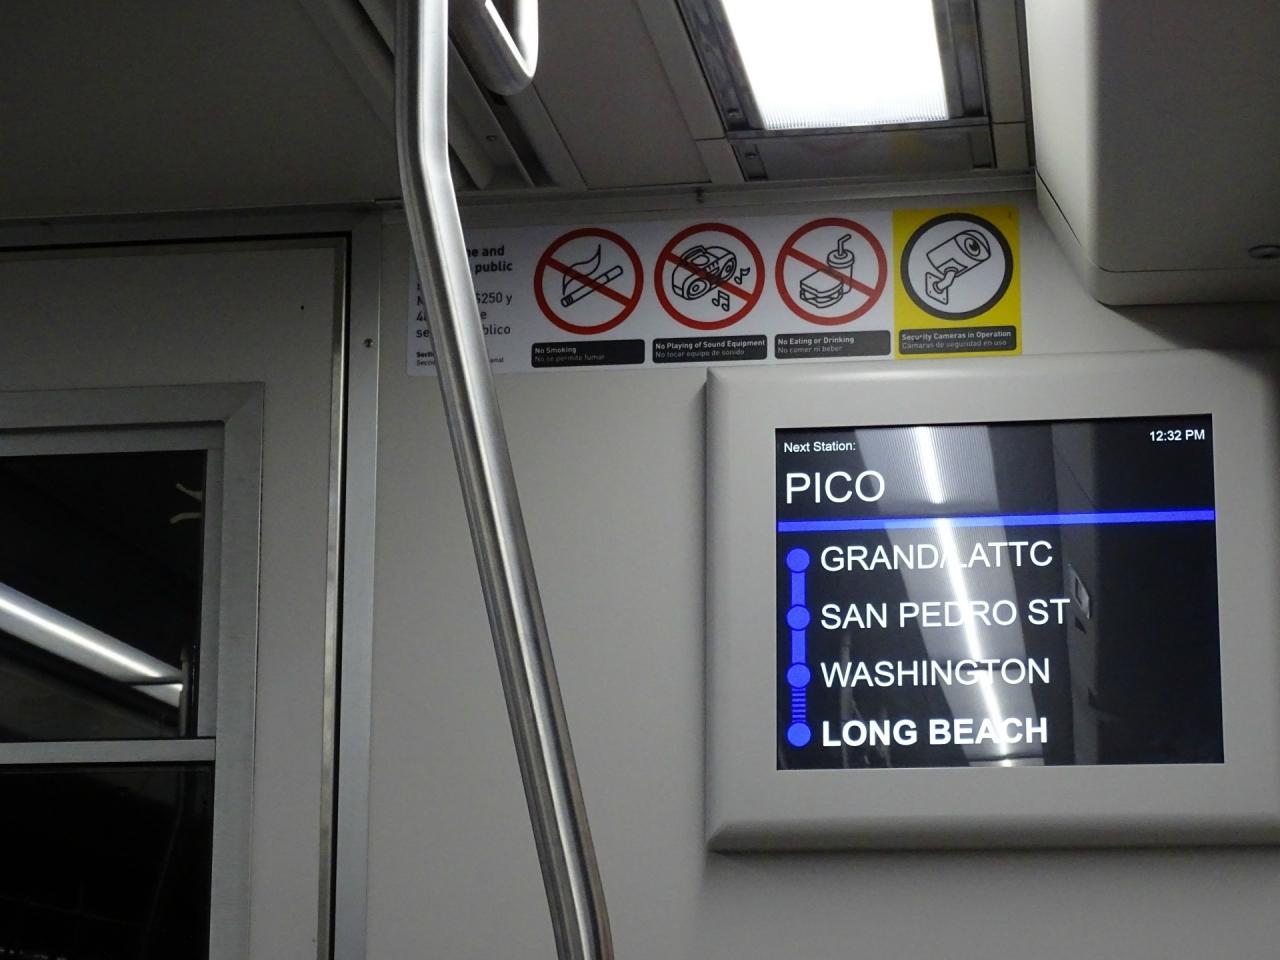 ne and
public
$250 y
e
blico
No Smoking
No se permite fumar
No Playing of Sound Equipment
No tocar equipo de sonido
No Eating or Drinking
No comer ni beber
Security Cameras in Operation
Cámaras de seguridad en uso
Next Station:
12:32 PM
PICO
GRAND/LATTC
SAN PEDRO ST
WASHINGTON
LONG BEACH